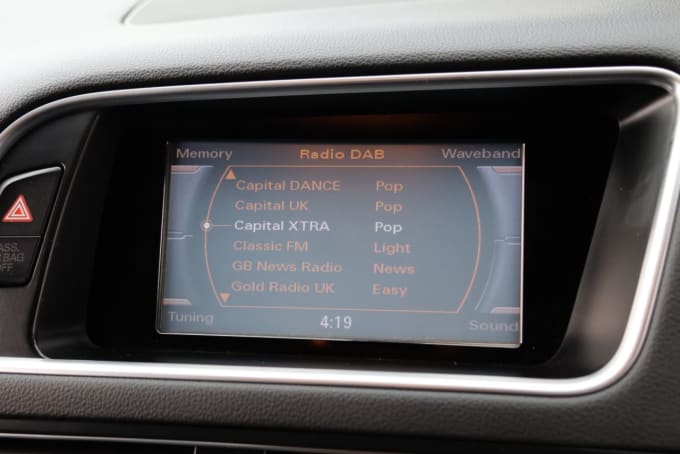 Memory Radio DAB Waveband
Capital DANCE Pop
Capital UK Pop
Capital XTRA Pop
Classic FM Light
GB News Radio News
Gold Radio UK Easy
Tuning 4:19 Sound
OFF